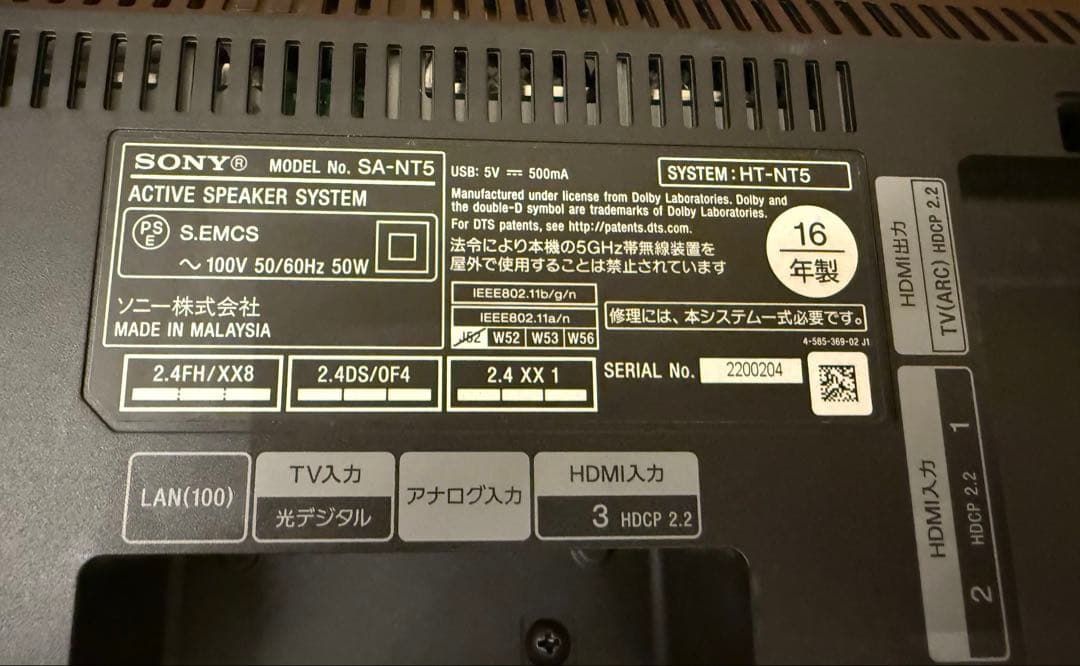 SONY® MODEL No. SA-NT5
ACTIVE SPEAKER SYSTEM
PS
E
S.EMCS
～100V 50/60Hz 50W
ソニー株式会社
MADE IN MALAYSIA
USB: 5V ⎓ 500mA
SYSTEM : HT-NT5
Manufactured under license from Dolby Laboratories. Dolby and
the double-D symbol are trademarks of Dolby Laboratories.
For DTS patents, see http://patents.dts.com.
法令により本機の5GHz帯無線装置を
屋外で使用することは禁止されています
16
年製
IEEE802.11b/g/n
IEEE802.11a/n
J52 W52 W53 W56
修理には、本システム一式必要です。
4-585-369-02 J1
2.4FH/XX8
2.4DS/OF4
2.4 XX 1
SERIAL No. 2200204
LAN(100)
TV入力
光デジタル
アナログ入力
HDMI入力
3 HDCP 2.2
HDMI出力
TV(ARC) HDCP 2.2
HDMI入力
2 HDCP 2.2 1